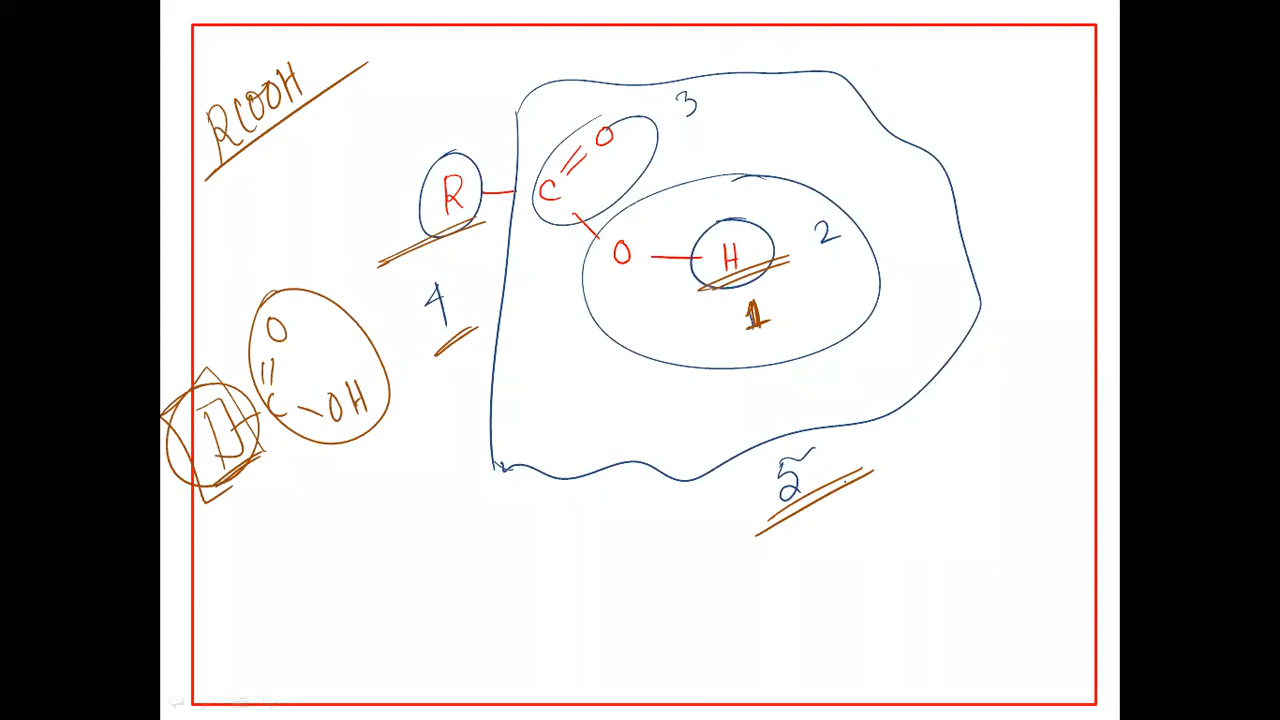 RCOOH
3
R - C = O
O - H
2
1
4
O
=
C - OH
5